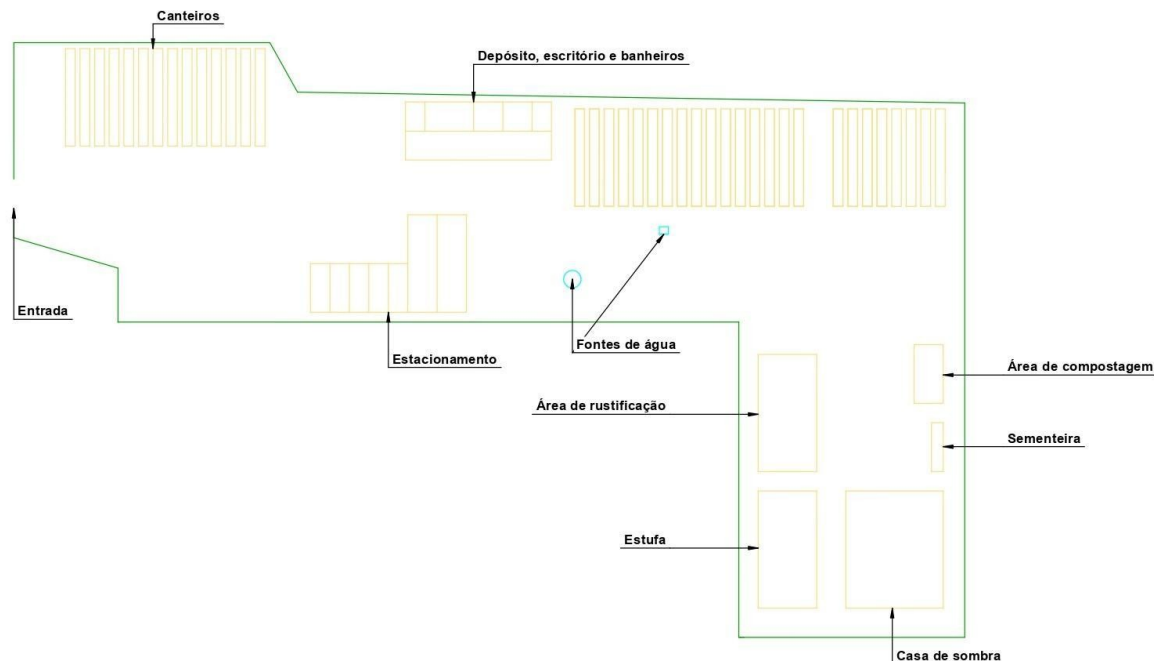 Canteiros
Depósito, escritório e banheiros
Entrada
Estacionamento
Fontes de água
Área de compostagem
Área de rustificação
Sementeira
Estufa
Casa de sombra